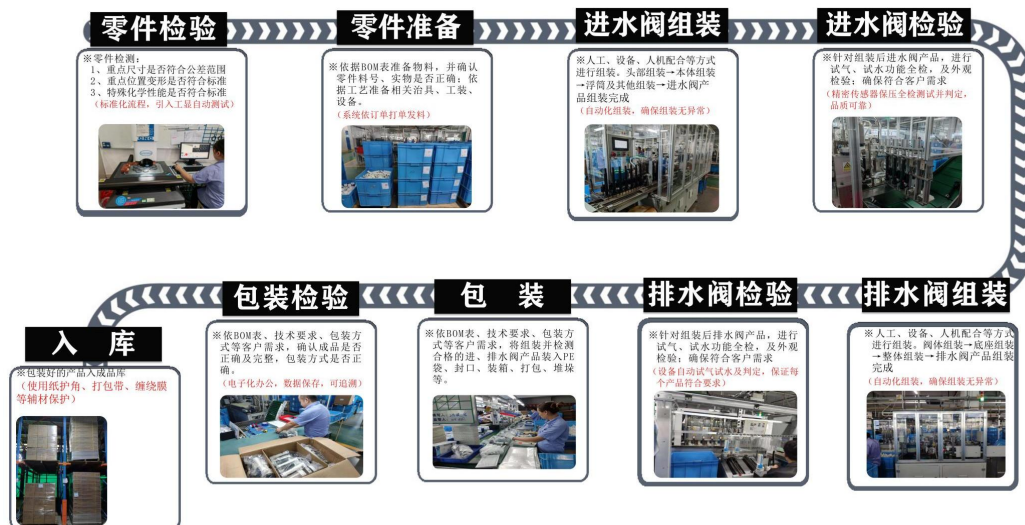 零件检验
※零件检测:
1、重点尺寸是否符合公差范围
2、重点位置变形是否符合标准
3、特殊化学性能是否符合标准
(标准化流程，引入工显自动测试)
零件准备
※依据BOM表准备物料，并确认
零件料号、实物是否正确；依
据工艺准备相关治具、工装、
设备。
(系统依订单打单发料)
进水阀组装
※人工、设备、人机配合等方式
进行组装。头部组装→本体组装
→浮筒及其他组装→进水阀产
品组装完成
(自动化组装，确保组装无异常)
进水阀检验
※针对组装后进水阀产品，进行
试气、试水功能全检，及外观
检验；确保符合客户需求
(精密传感器保压全检测试并判定，
品质可靠)
排水阀组装
※人工、设备、人机配合等方式
进行组装。阀体组装→底座组装
→整体组装→排水阀产品组装
完成
(自动化组装，确保组装无异常)
排水阀检验
※针对组装后排水阀产品，进行
试气、试水功能全检，及外观
检验；确保符合客户需求
(设备自动试气试水及判定，保证每
个产品符合要求)
包 装
※依BOM表、技术要求、包装方
式等客户需求，将组装并检测
合格的进、排水阀产品装入PE
袋、封口、装箱、打包、堆垛
等。
包装检验
※依BOM表、技术要求、包装方
式等客户需求，确认成品是否
正确及完整，包装方式是否正
确。
(电子化办公，数据保存，可追溯)
入 库
※包装好的产品入成品库
(使用纸护角、打包带、缠绕膜
等辅材保护)